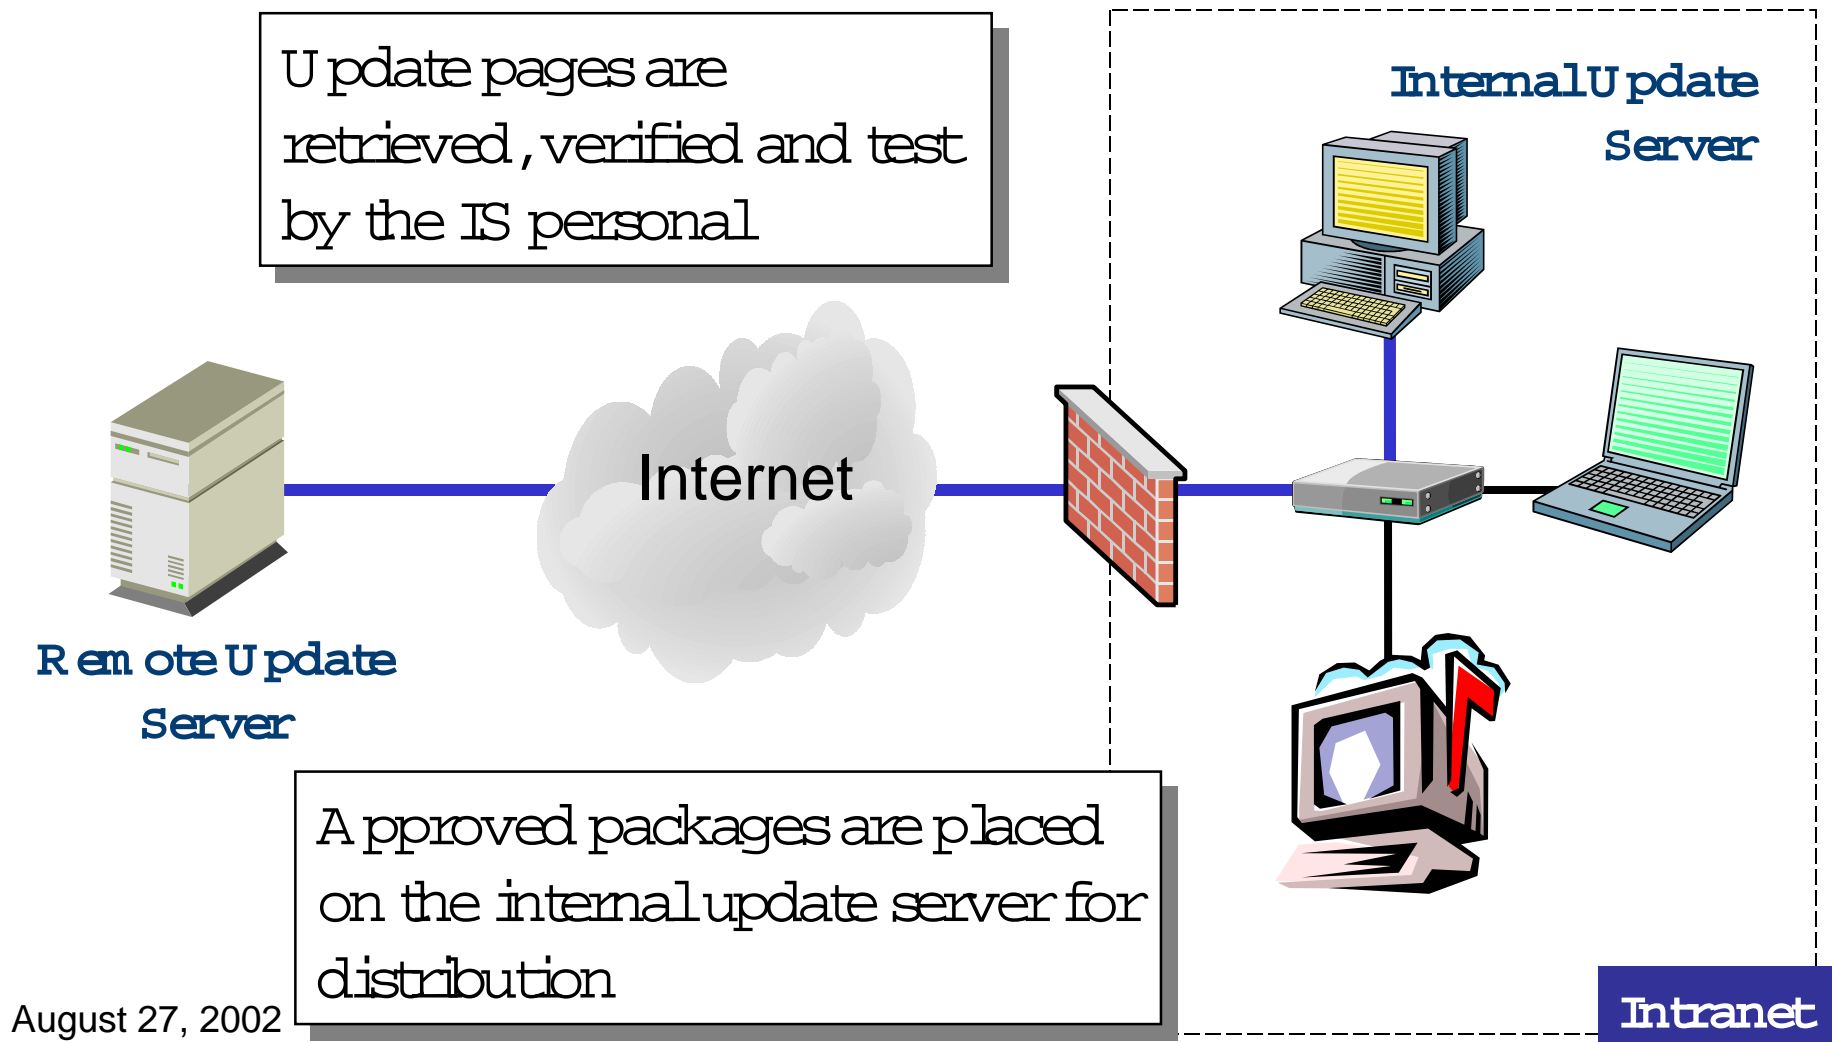 Update pages are
retrieved, verified and test
by the IS personal
Internal Update
Server
Internet
Remote Update
Server
Approved packages are placed
on the internal update server for
distribution
August 27, 2002
Intranet